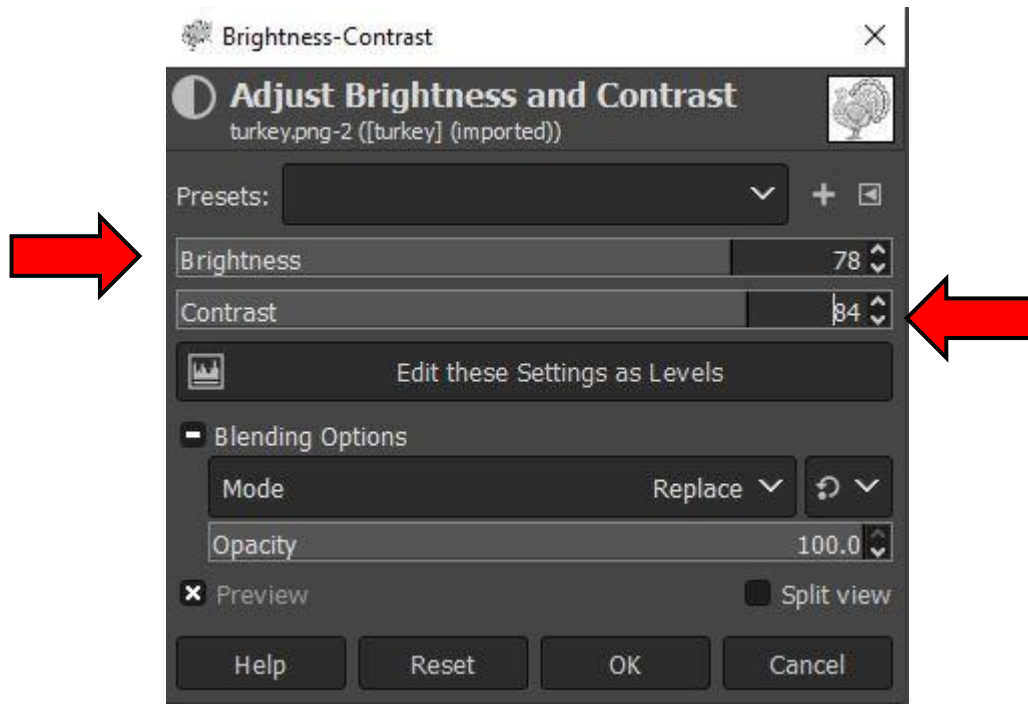 Brightness-Contrast
Adjust Brightness and Contrast
turkey.png-2 ([turkey] (imported))
Presets:
Brightness 78
Contrast 84
Edit these Settings as Levels
Blending Options
Mode Replace
Opacity 100.0
Preview Split view
Help Reset OK Cancel